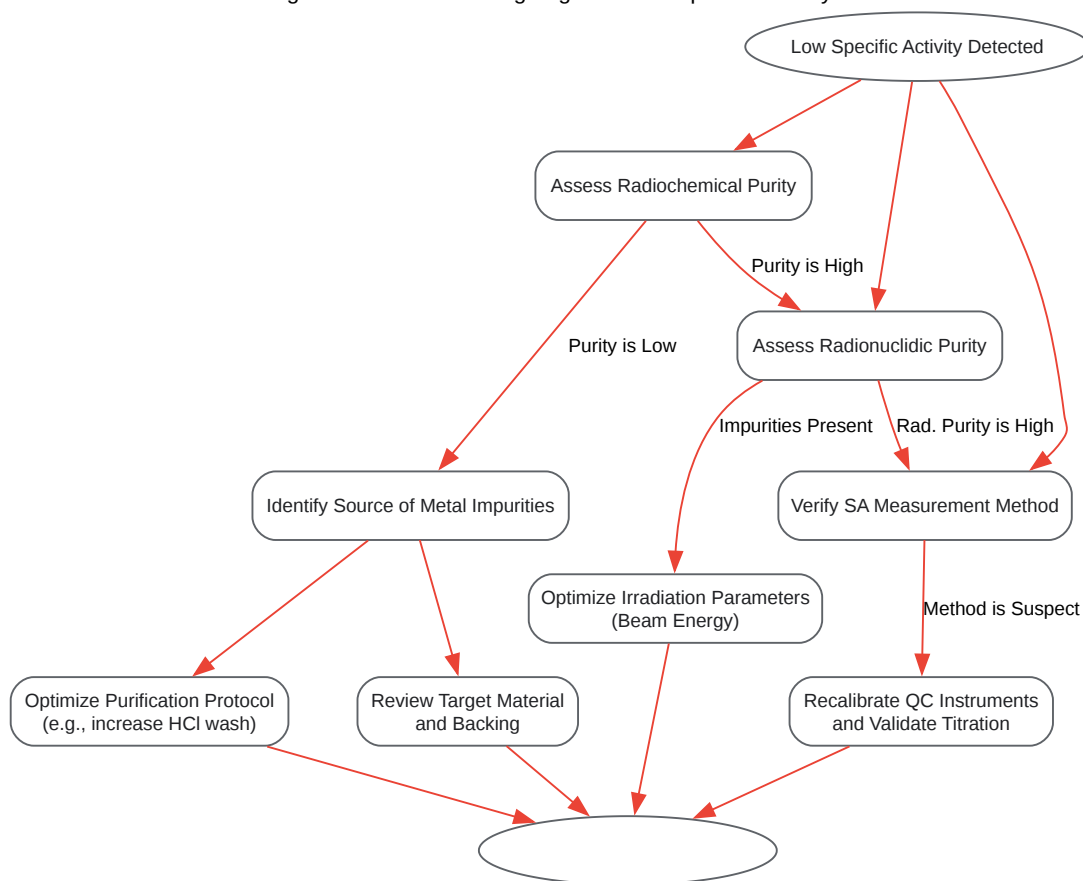 Low Specific Activity Detected
Assess Radiochemical Purity
Purity is High
Purity is Low
Assess Radionuclidic Purity
Impurities Present
Rad. Purity is High
Identify Source of Metal Impurities
Verify SA Measurement Method
Optimize Irradiation Parameters
(Beam Energy)
Method is Suspect
Optimize Purification Protocol
(e.g., increase HCl wash)
Review Target Material
and Backing
Recalibrate QC Instruments
and Validate Titration